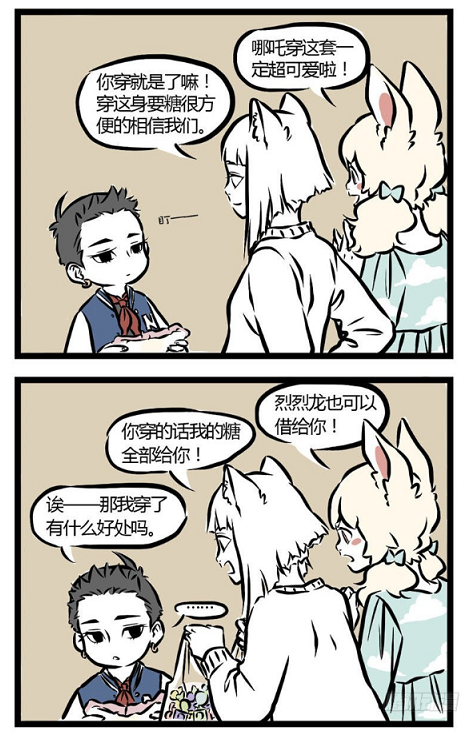 哪吒穿这套一
定超可爱啦！
你穿就是了嘛！
穿这身要糖很方
便的相信我们。
盯——
烈烈龙也可以
借给你！
你穿的话我的糖
全部给你！
诶——那我穿了
有什么好处吗。
……